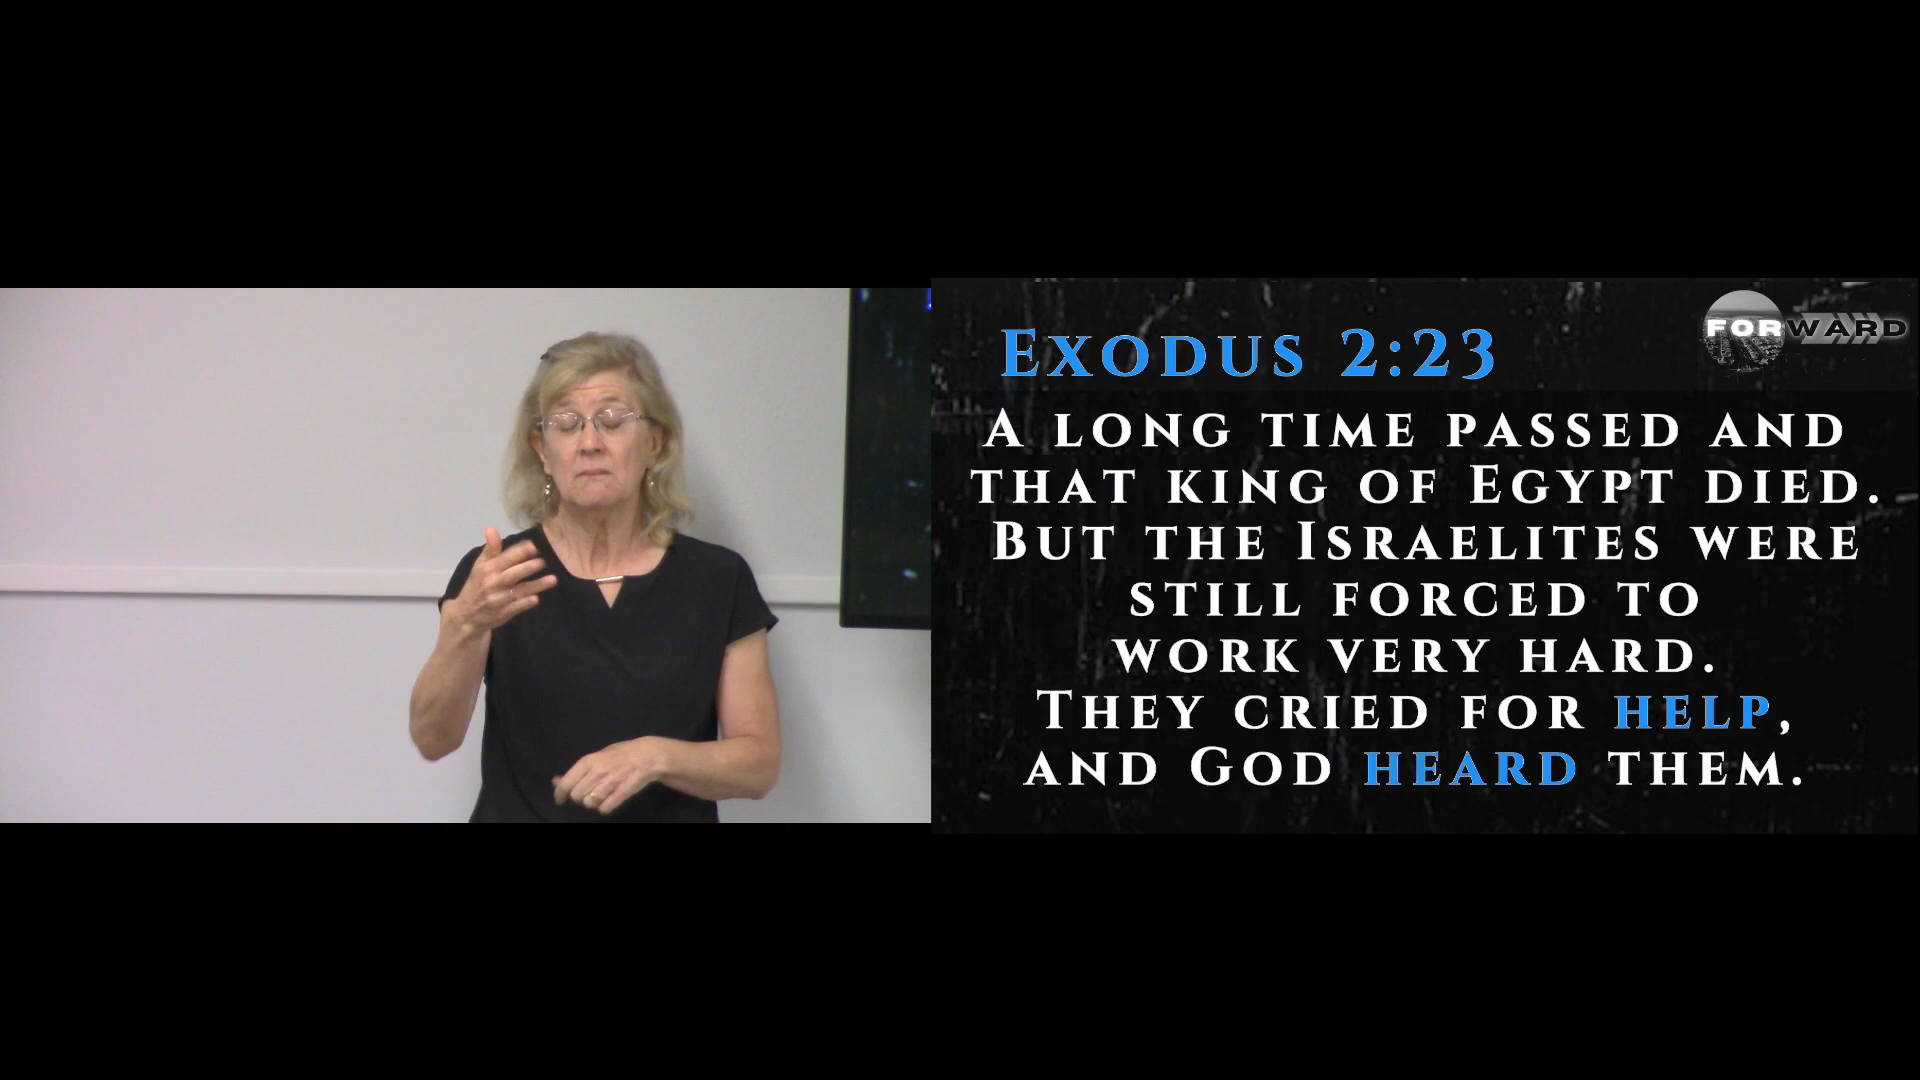 FORWARD
Exodus 2:23
A long time passed and
that king of Egypt died.
But the Israelites were
still forced to
work very hard.
They cried for help,
and God heard them.